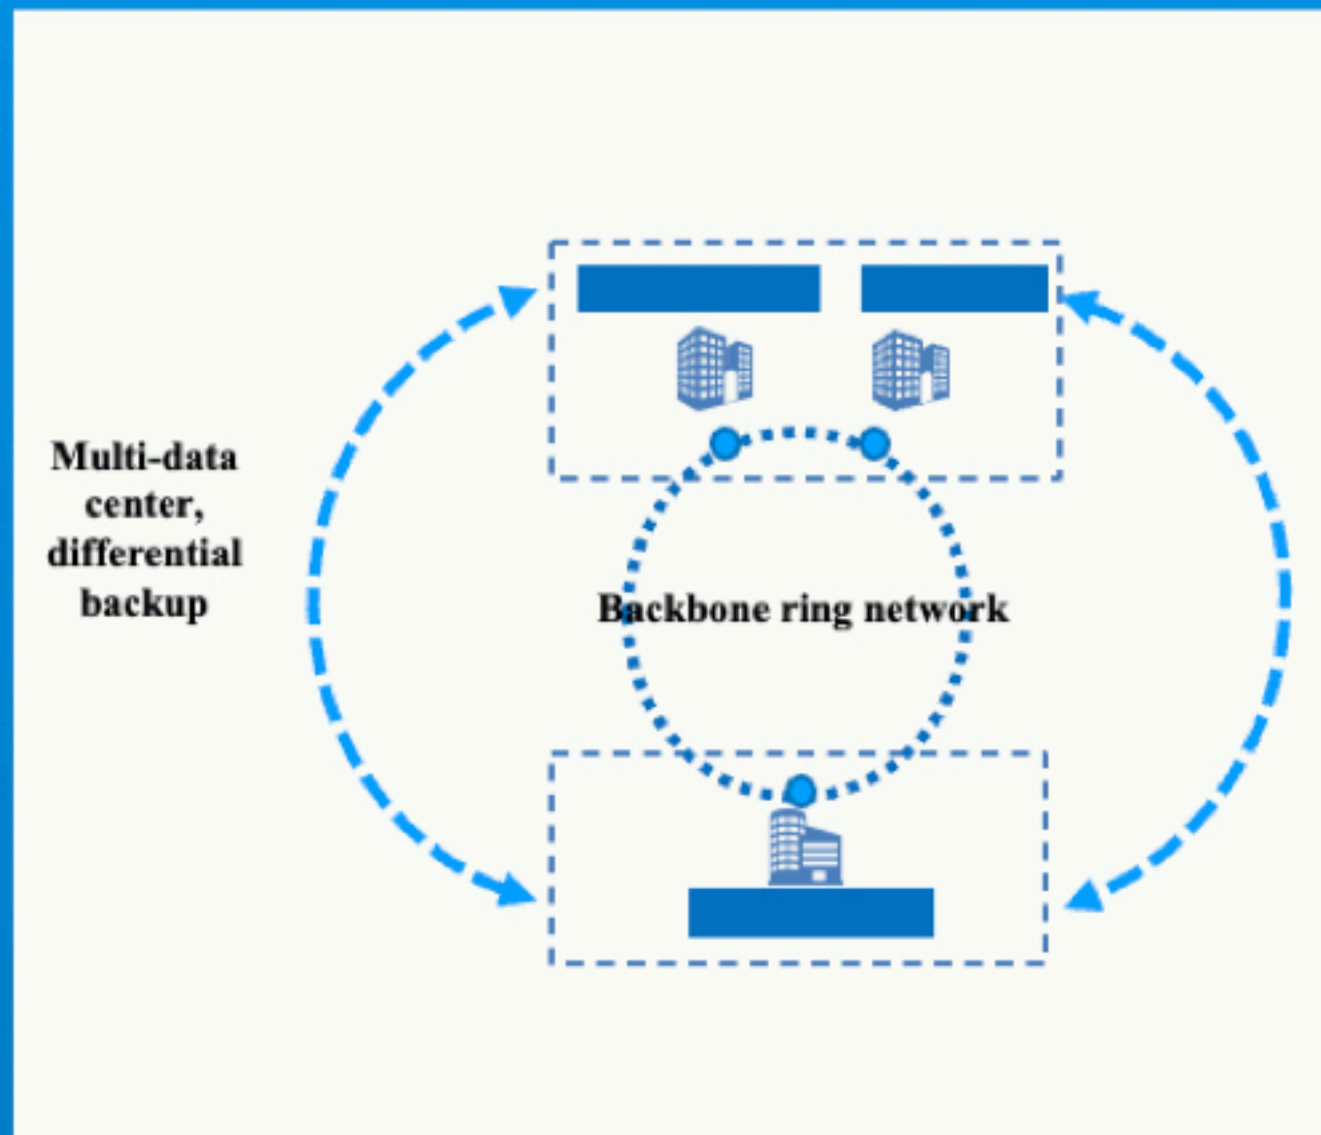 Multi-data
center,
differential
backup
Backbone ring network